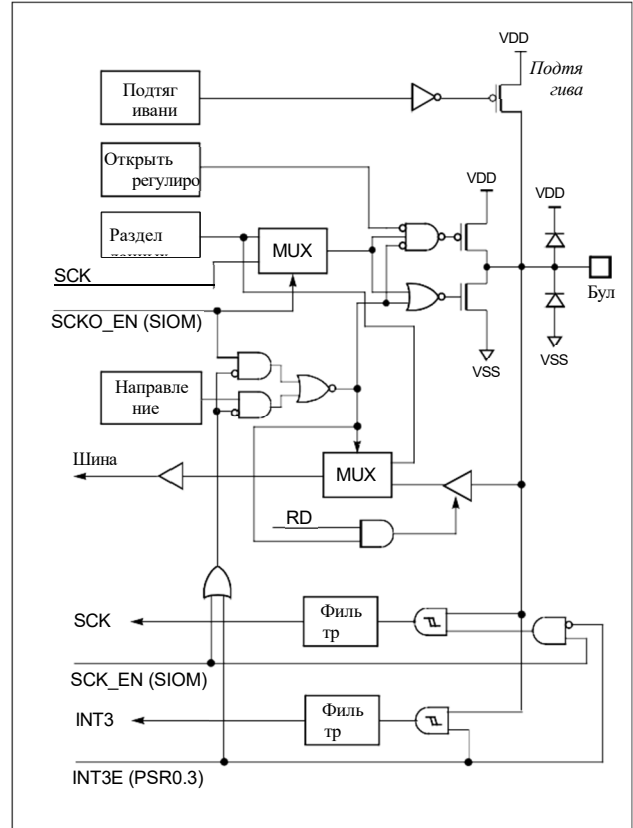 VDD
Подтя
гива
Подтяг
ивани
Открыть
регулиро
VDD
VDD
Раздел
MUX
SCK
Бул
SCKO_EN (SIOM)
VSS
VSS
Направле
ение
Шина
MUX
RD
Филь
тр
SCK
SCK_EN (SIOM)
Филь
тр
INT3
INT3E (PSR0.3)